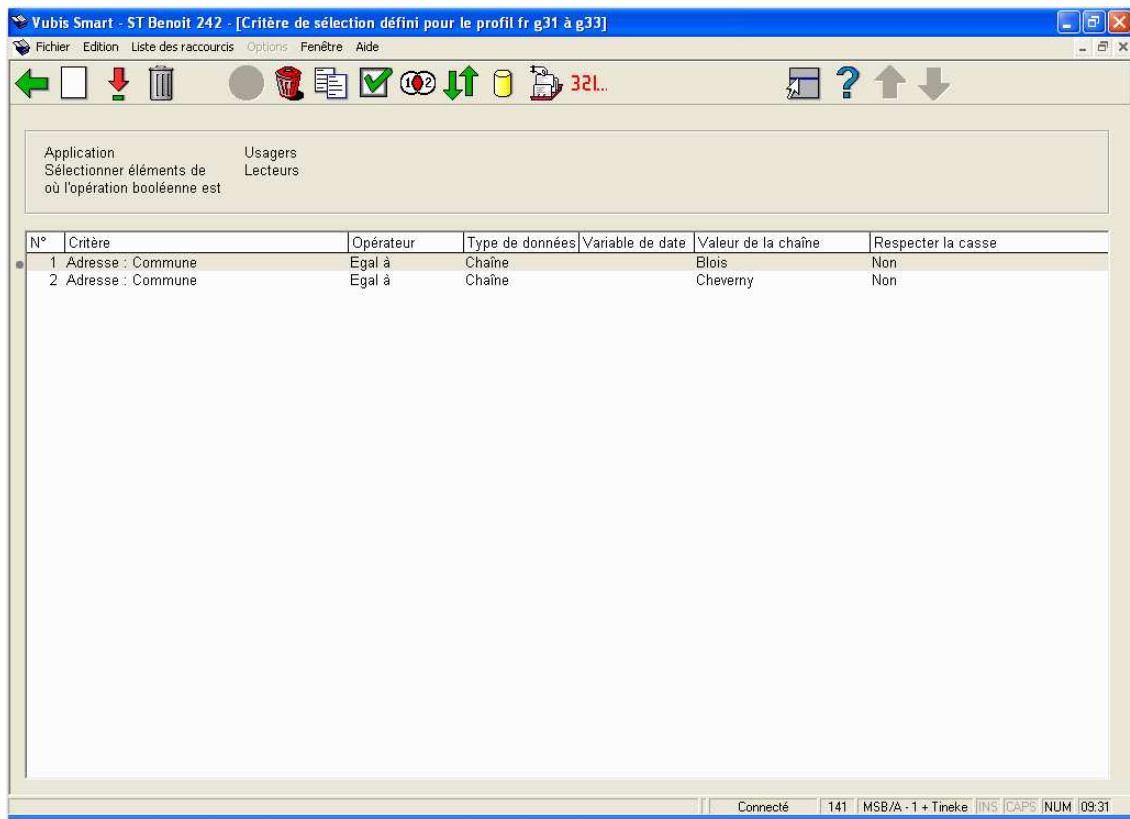 Vubis Smart - ST Benoit 242 - [Critère de sélection défini pour le profil fr g31 à g33]
Fichier Edition Liste des raccourcis Options Fenêtre Aide
1 2 321...
Application Usagers
Sélectionner éléments de Lecteurs
où l'opération booléenne est
N° Critère Opérateur Type de données Variable de date Valeur de la chaîne Respecter la casse
1 Adresse : Commune Egal à Chaîne Blois Non
2 Adresse : Commune Egal à Chaîne Cheverny Non
Connecté 141 MSB/A - 1 + Tineke INS CAPS NUM 09:31